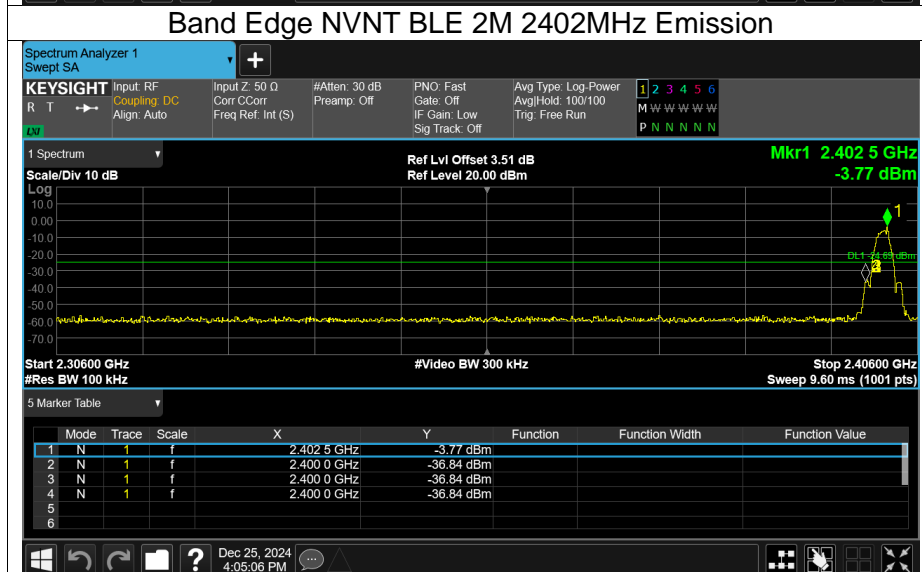 Band Edge NVNT BLE 2M 2402MHz Emission
Spectrum Analyzer 1
Swept SA
KEYSIGHT
R T
LXI
Input: RF
Coupling: DC
Align: Auto
Input Z: 50 Ω
Corr CCorr
Freq Ref: Int (S)
#Atten: 30 dB
Preamp: Off
PNO: Fast
Gate: Off
IF Gain: Low
Sig Track: Off
Avg Type: Log-Power
Avg|Hold: 100/100
Trig: Free Run
1 2 3 4 5 6
M W W W W W
P N N N N N
1 Spectrum
Scale/Div 10 dB
Ref Lvl Offset 3.51 dB
Ref Level 20.00 dBm
Mkr1 2.402 5 GHz
-3.77 dBm
Log
10.0
0.00
-10.0
-20.0
-30.0
-40.0
-50.0
-60.0
-70.0
1
DL1 -24.69 dBm
Start 2.30600 GHz
#Res BW 100 kHz
#Video BW 300 kHz
Stop 2.40600 GHz
Sweep 9.60 ms (1001 pts)
5 Marker Table
Mode Trace Scale X Y Function Function Width Function Value
1 N 1 f 2.402 5 GHz -3.77 dBm
2 N 1 f 2.400 0 GHz -36.84 dBm
3 N 1 f 2.400 0 GHz -36.84 dBm
4 N 1 f 2.400 0 GHz -36.84 dBm
5
6
?
Dec 25, 2024
4:05:06 PM